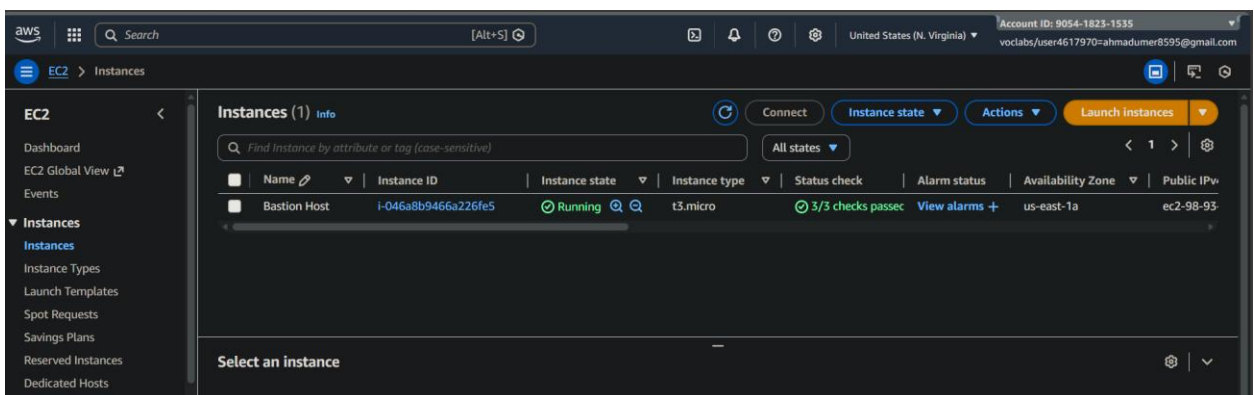 aws Search [Alt+S] United States (N. Virginia) Account ID: 9054-1823-1535
voclabs/user4617970=ahmadumer8595@gmail.com
EC2 > Instances
EC2
Dashboard
EC2 Global View
Events
Instances
Instances
Instance Types
Launch Templates
Spot Requests
Savings Plans
Reserved Instances
Dedicated Hosts
Instances (1) Info Connect Instance state Actions Launch instances
Find Instance by attribute or tag (case-sensitive) All states 1
Name Instance ID Instance state Instance type Status check Alarm status Availability Zone Public IPv
Bastion Host i-046a8b9466a226fe5 Running t3.micro 3/3 checks passec View alarms + us-east-1a ec2-98-93-
Select an instance